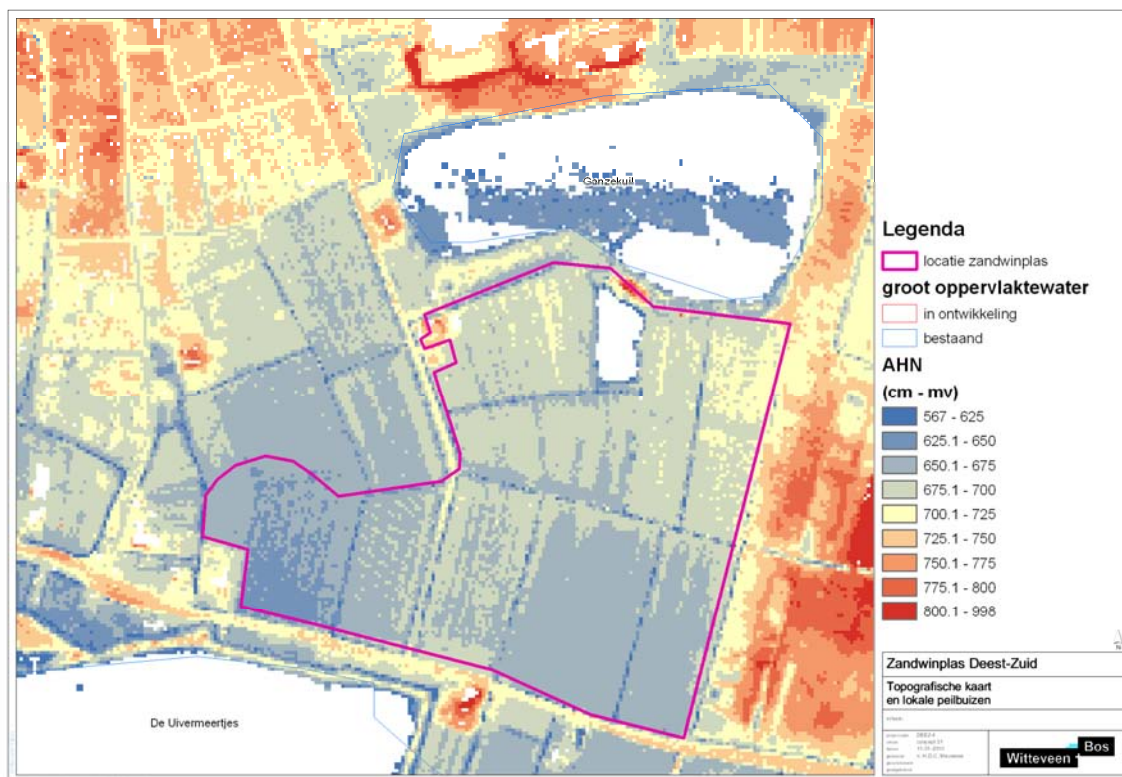 Ganzekuil
De Uivermeertjes
Legenda
locatie zandwinplas
groot oppervlaktewater
in ontwikkeling
bestaand
AHN
(cm - mv)
567 - 625
625.1 - 650
650.1 - 675
675.1 - 700
700.1 - 725
725.1 - 750
750.1 - 775
775.1 - 800
800.1 - 998
N
Zandwinplas Deest-Zuid
Topografische kaart
en lokale peilbuizen
Witteveen + Bos